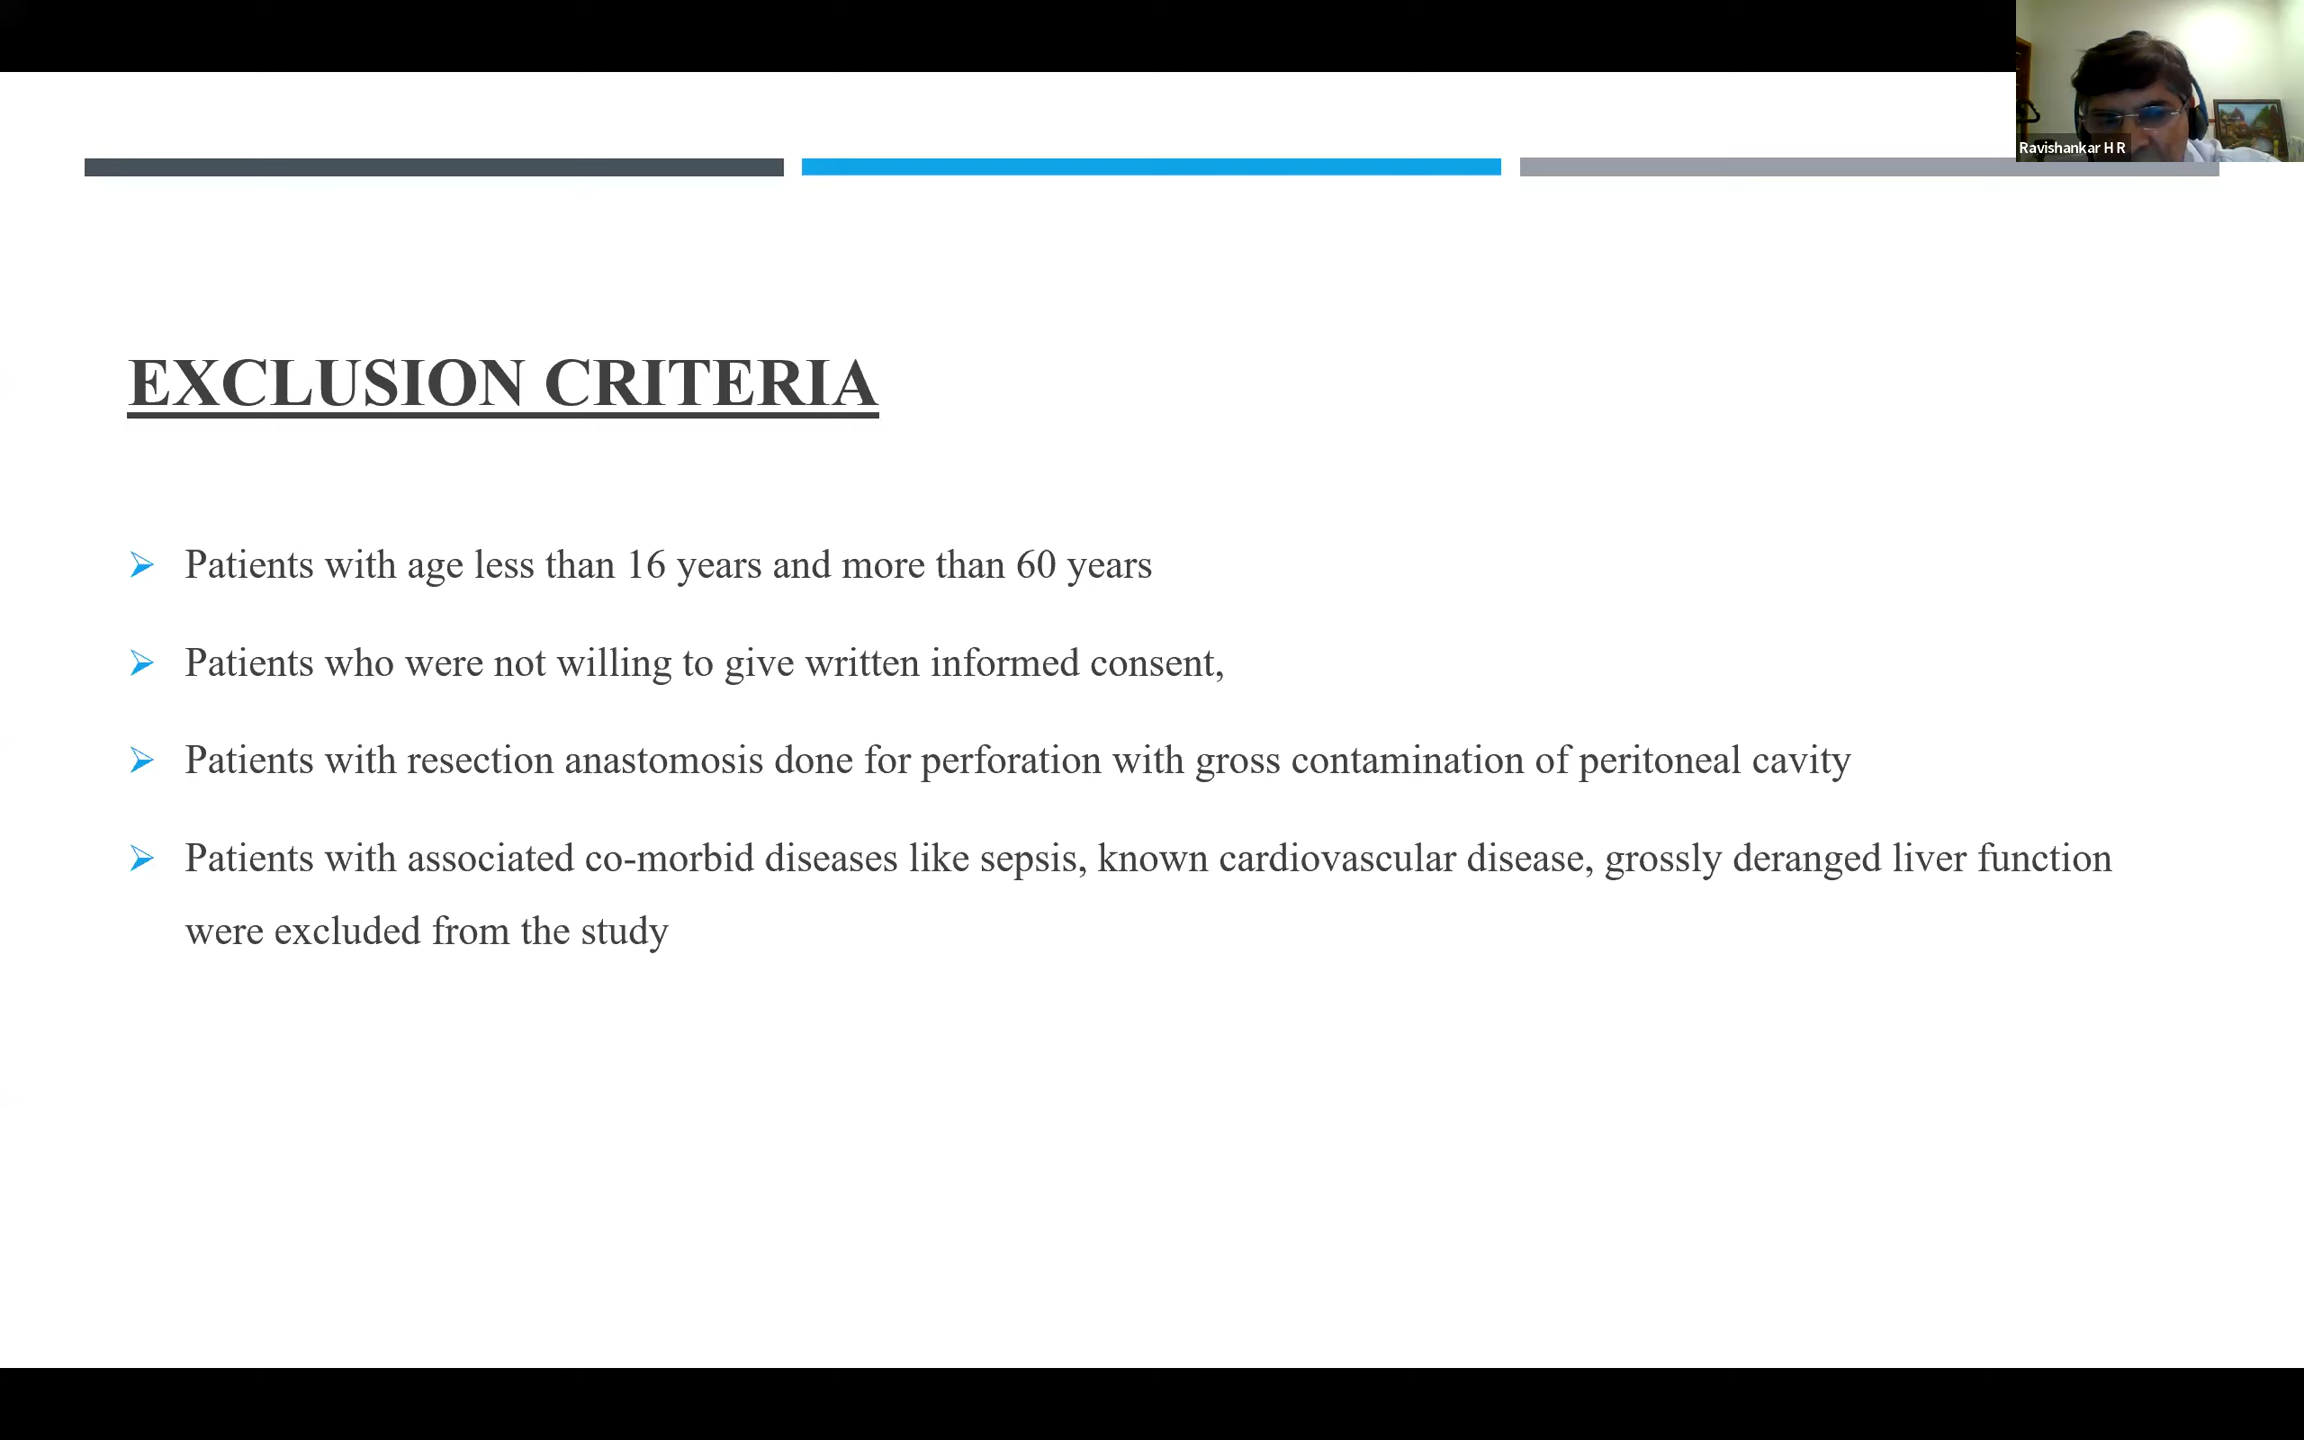 Ravishankar H R
EXCLUSION CRITERIA
Patients with age less than 16 years and more than 60 years
Patients who were not willing to give written informed consent,
Patients with resection anastomosis done for perforation with gross contamination of peritoneal cavity
Patients with associated co-morbid diseases like sepsis, known cardiovascular disease, grossly deranged liver function
were excluded from the study